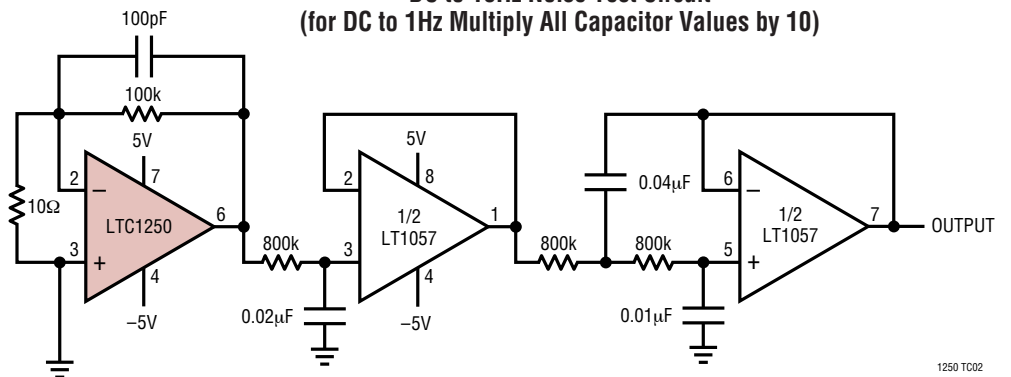 DC to 10Hz Noise Test Circuit
(for DC to 1Hz Multiply All Capacitor Values by 10)
100pF
100k
5V
7
2
–
10Ω
LTC1250
6
3
+
4
–5V
800k
0.02µF
5V
8
2
–
1/2
LT1057
1
3
+
4
–5V
800k
0.04µF
800k
0.01µF
6
–
1/2
LT1057
7
OUTPUT
5
+
1250 TC02